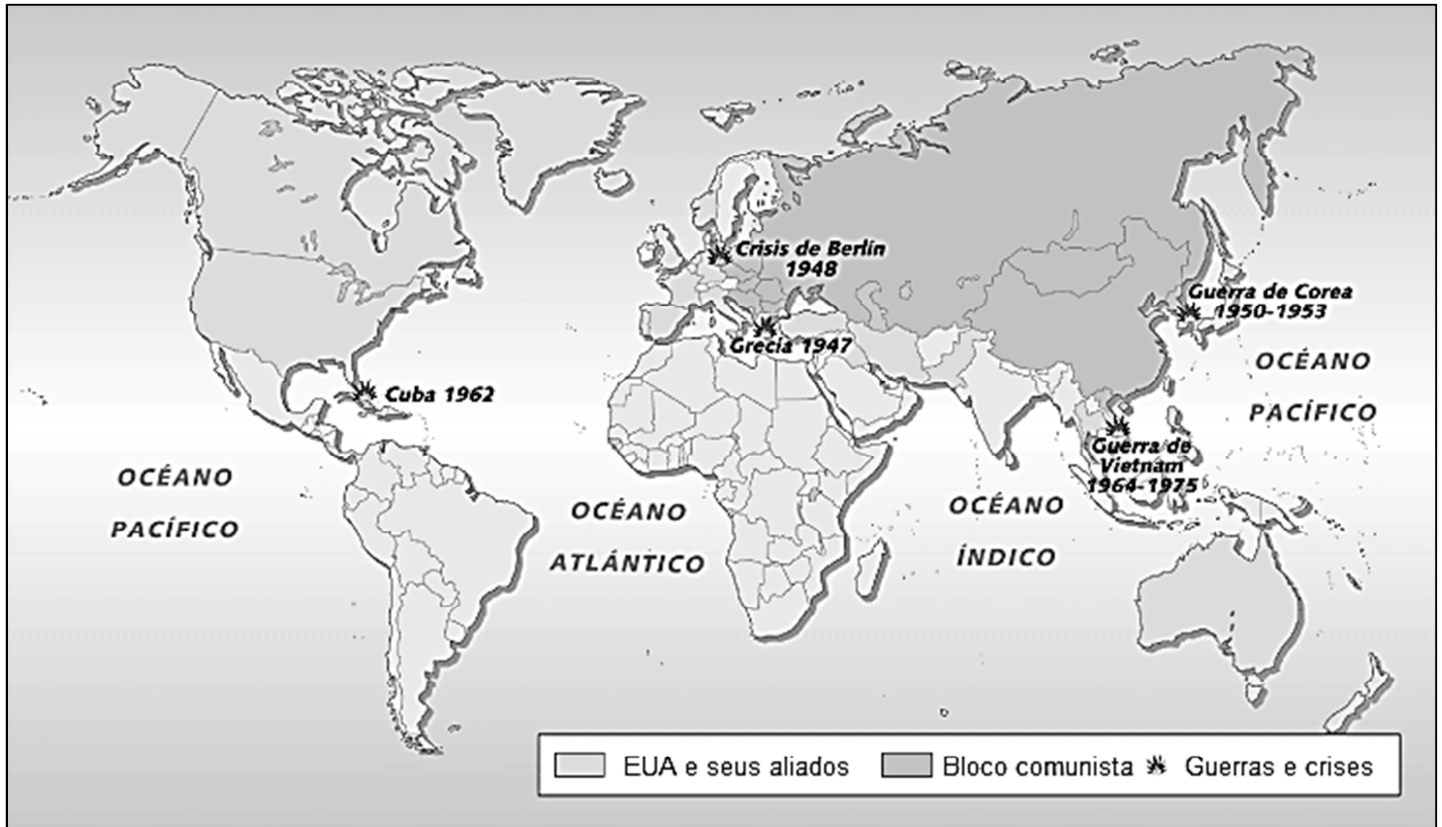 Crisis de Berlín
1948
Guerra de Corea
1950-1953
Grecia 1947
OCÉANO
PACÍFICO
Cuba 1962
Guerra de
Vietnam
1964-1975
OCÉANO
PACÍFICO
OCÉANO
ATLÁNTICO
OCÉANO
ÍNDICO
EUA e seus aliados
Bloco comunista
Guerras e crises